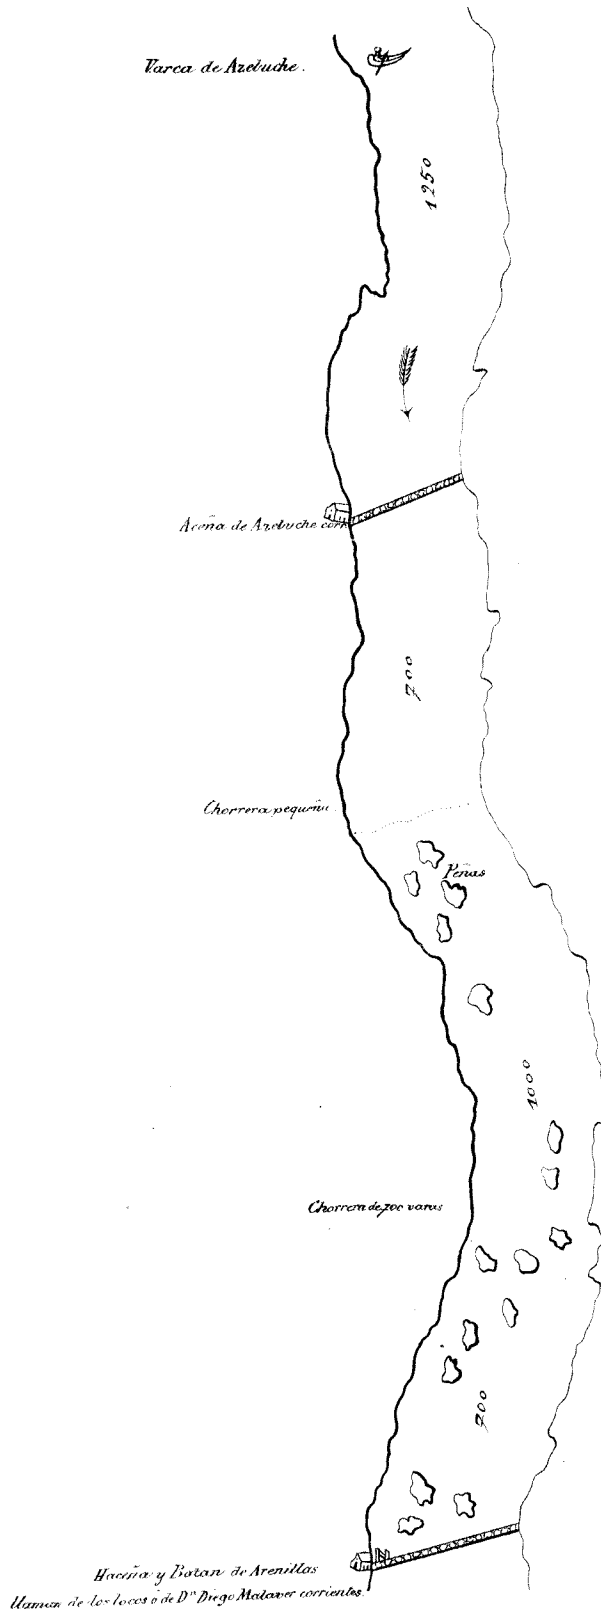 Varca de Azebuche.
1250
Aceña de Azebuche corr
700
Chorrera pequeña.
Peñas
1000
Chorrera de 700 varas
700
Haceña y Batan de Arenillas
llaman de los locos o de Dn Diego Malaver corrientes.